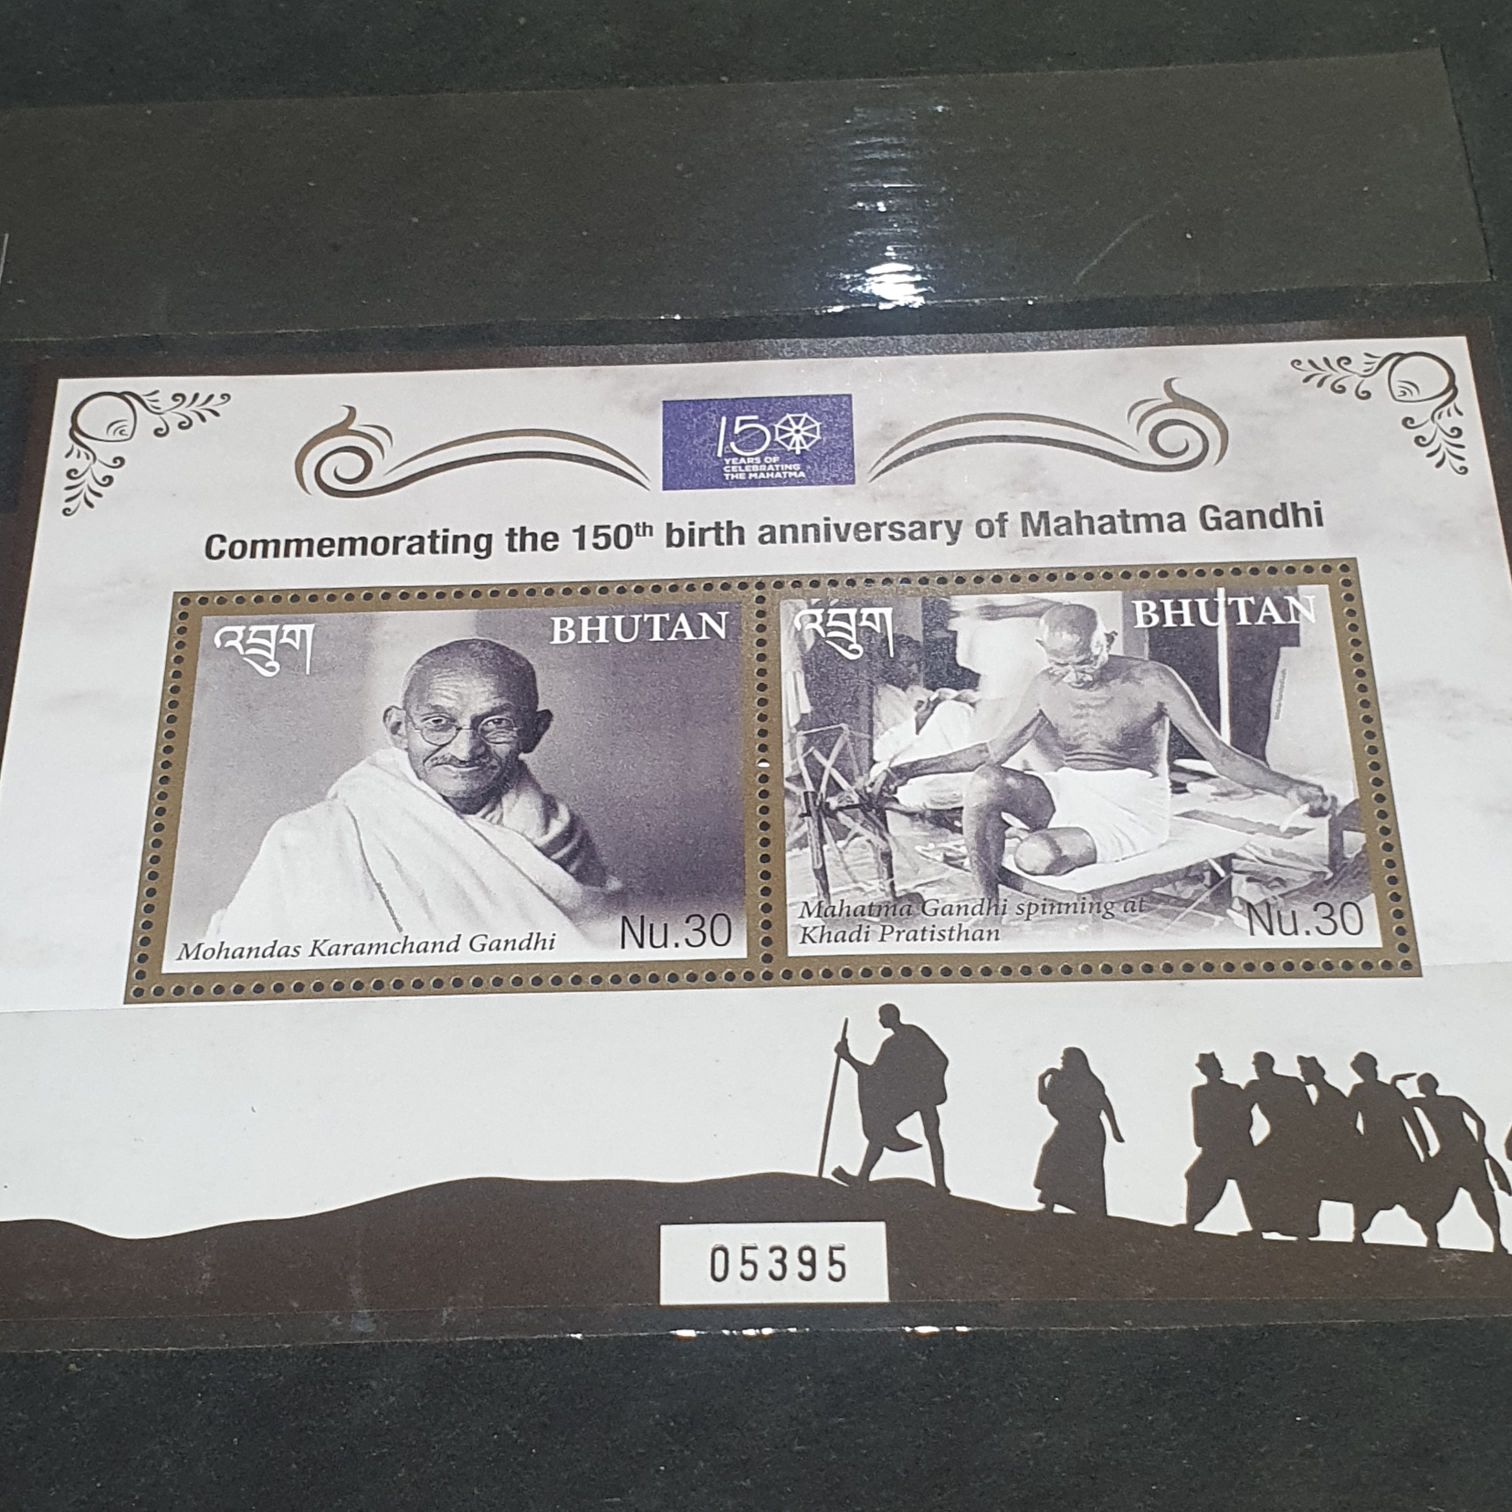 150
YEARS OF
CELEBRATING
THE MAHATMA
Commemorating the 150th birth anniversary of Mahatma Gandhi
འབྲུག BHUTAN
Mohandas Karamchand Gandhi Nu.30
འབྲུག BHUTAN
Mahatma Gandhi spinning at
Khadi Pratisthan Nu.30
05395